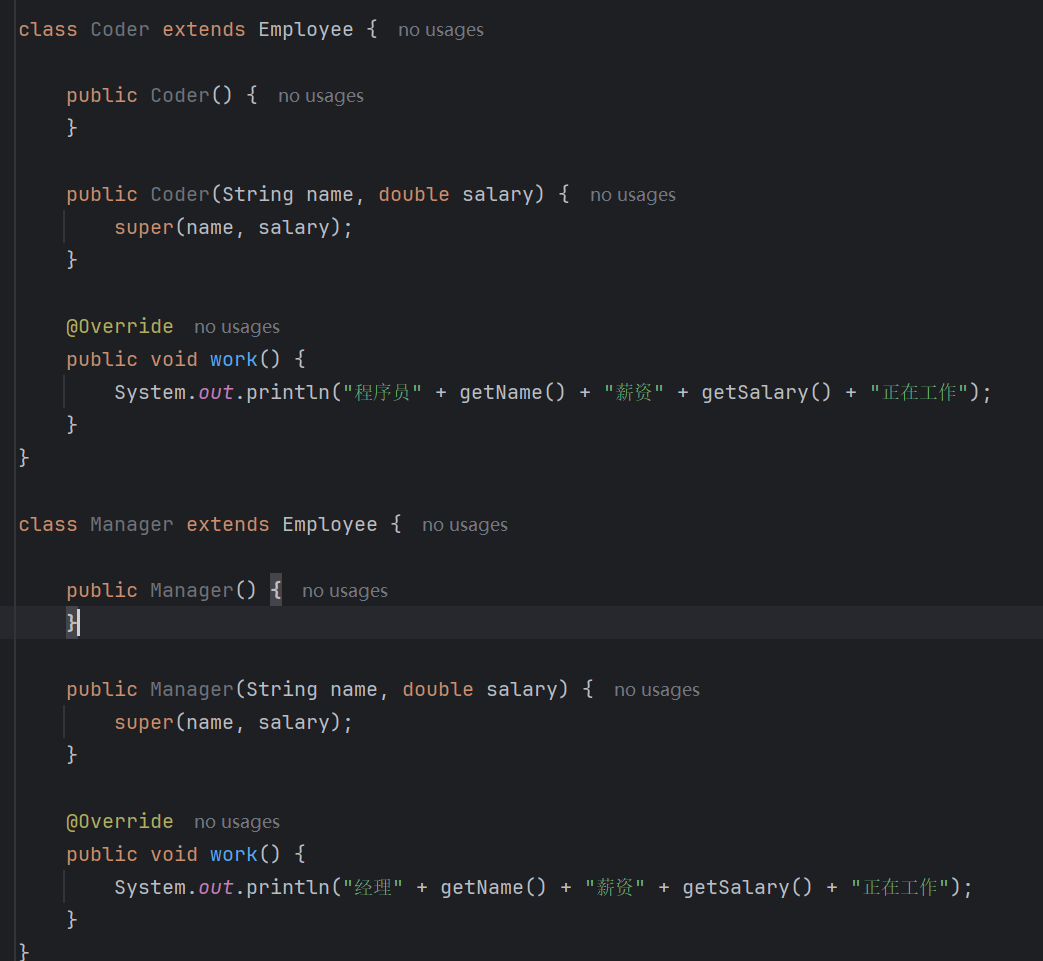 class Coder extends Employee {  no usages
public Coder() {  no usages
}
public Coder(String name, double salary) {  no usages
super(name, salary);
}
@Override  no usages
public void work() {
System.out.println("程序员" + getName() + "薪资" + getSalary() + "正在工作");
}
}
class Manager extends Employee {  no usages
public Manager() {  no usages
}
public Manager(String name, double salary) {  no usages
super(name, salary);
}
@Override  no usages
public void work() {
System.out.println("经理" + getName() + "薪资" + getSalary() + "正在工作");
}
}